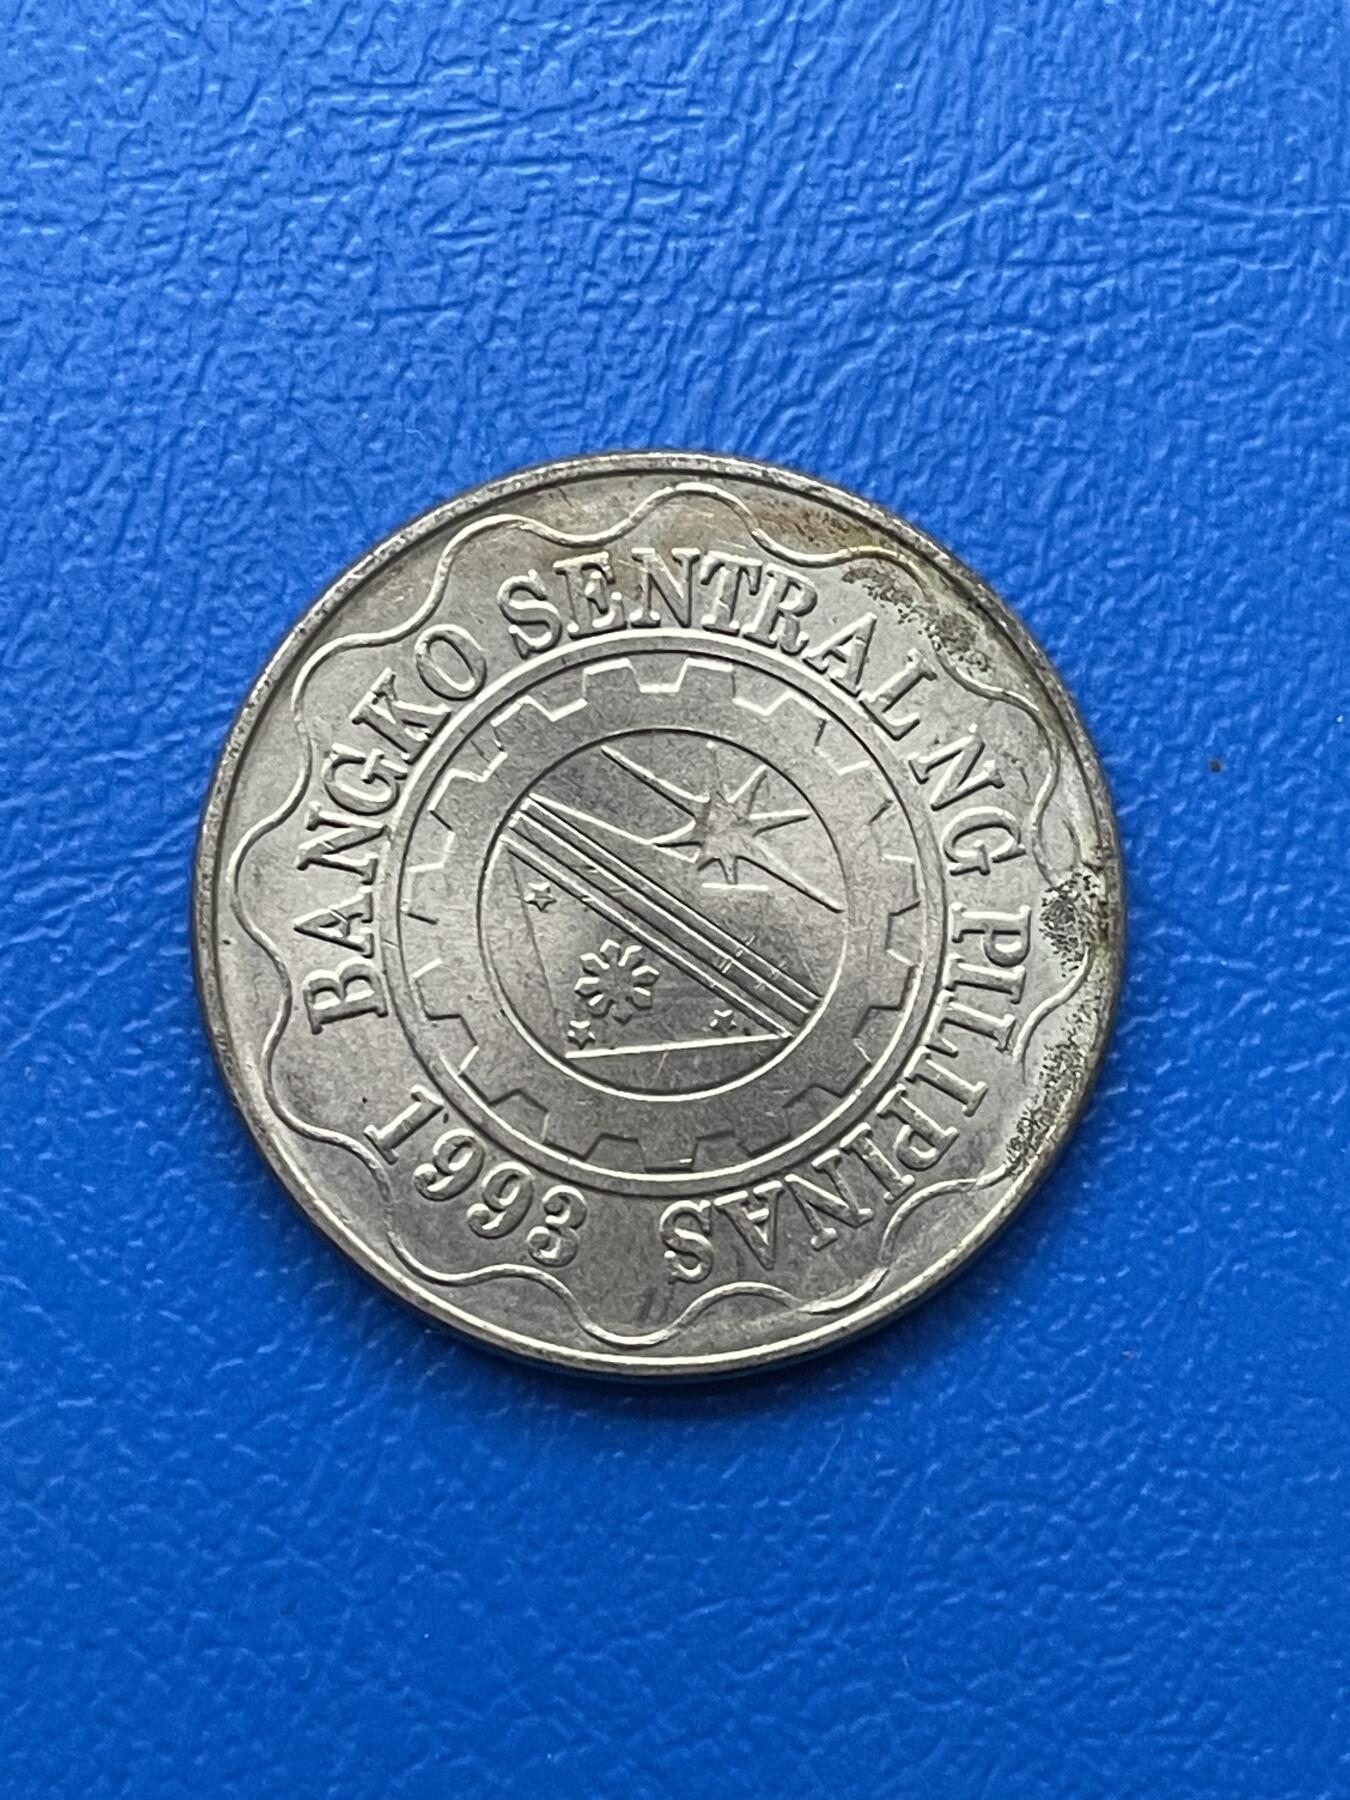 BANGKO SENTRAL NG PILIPINAS
1993